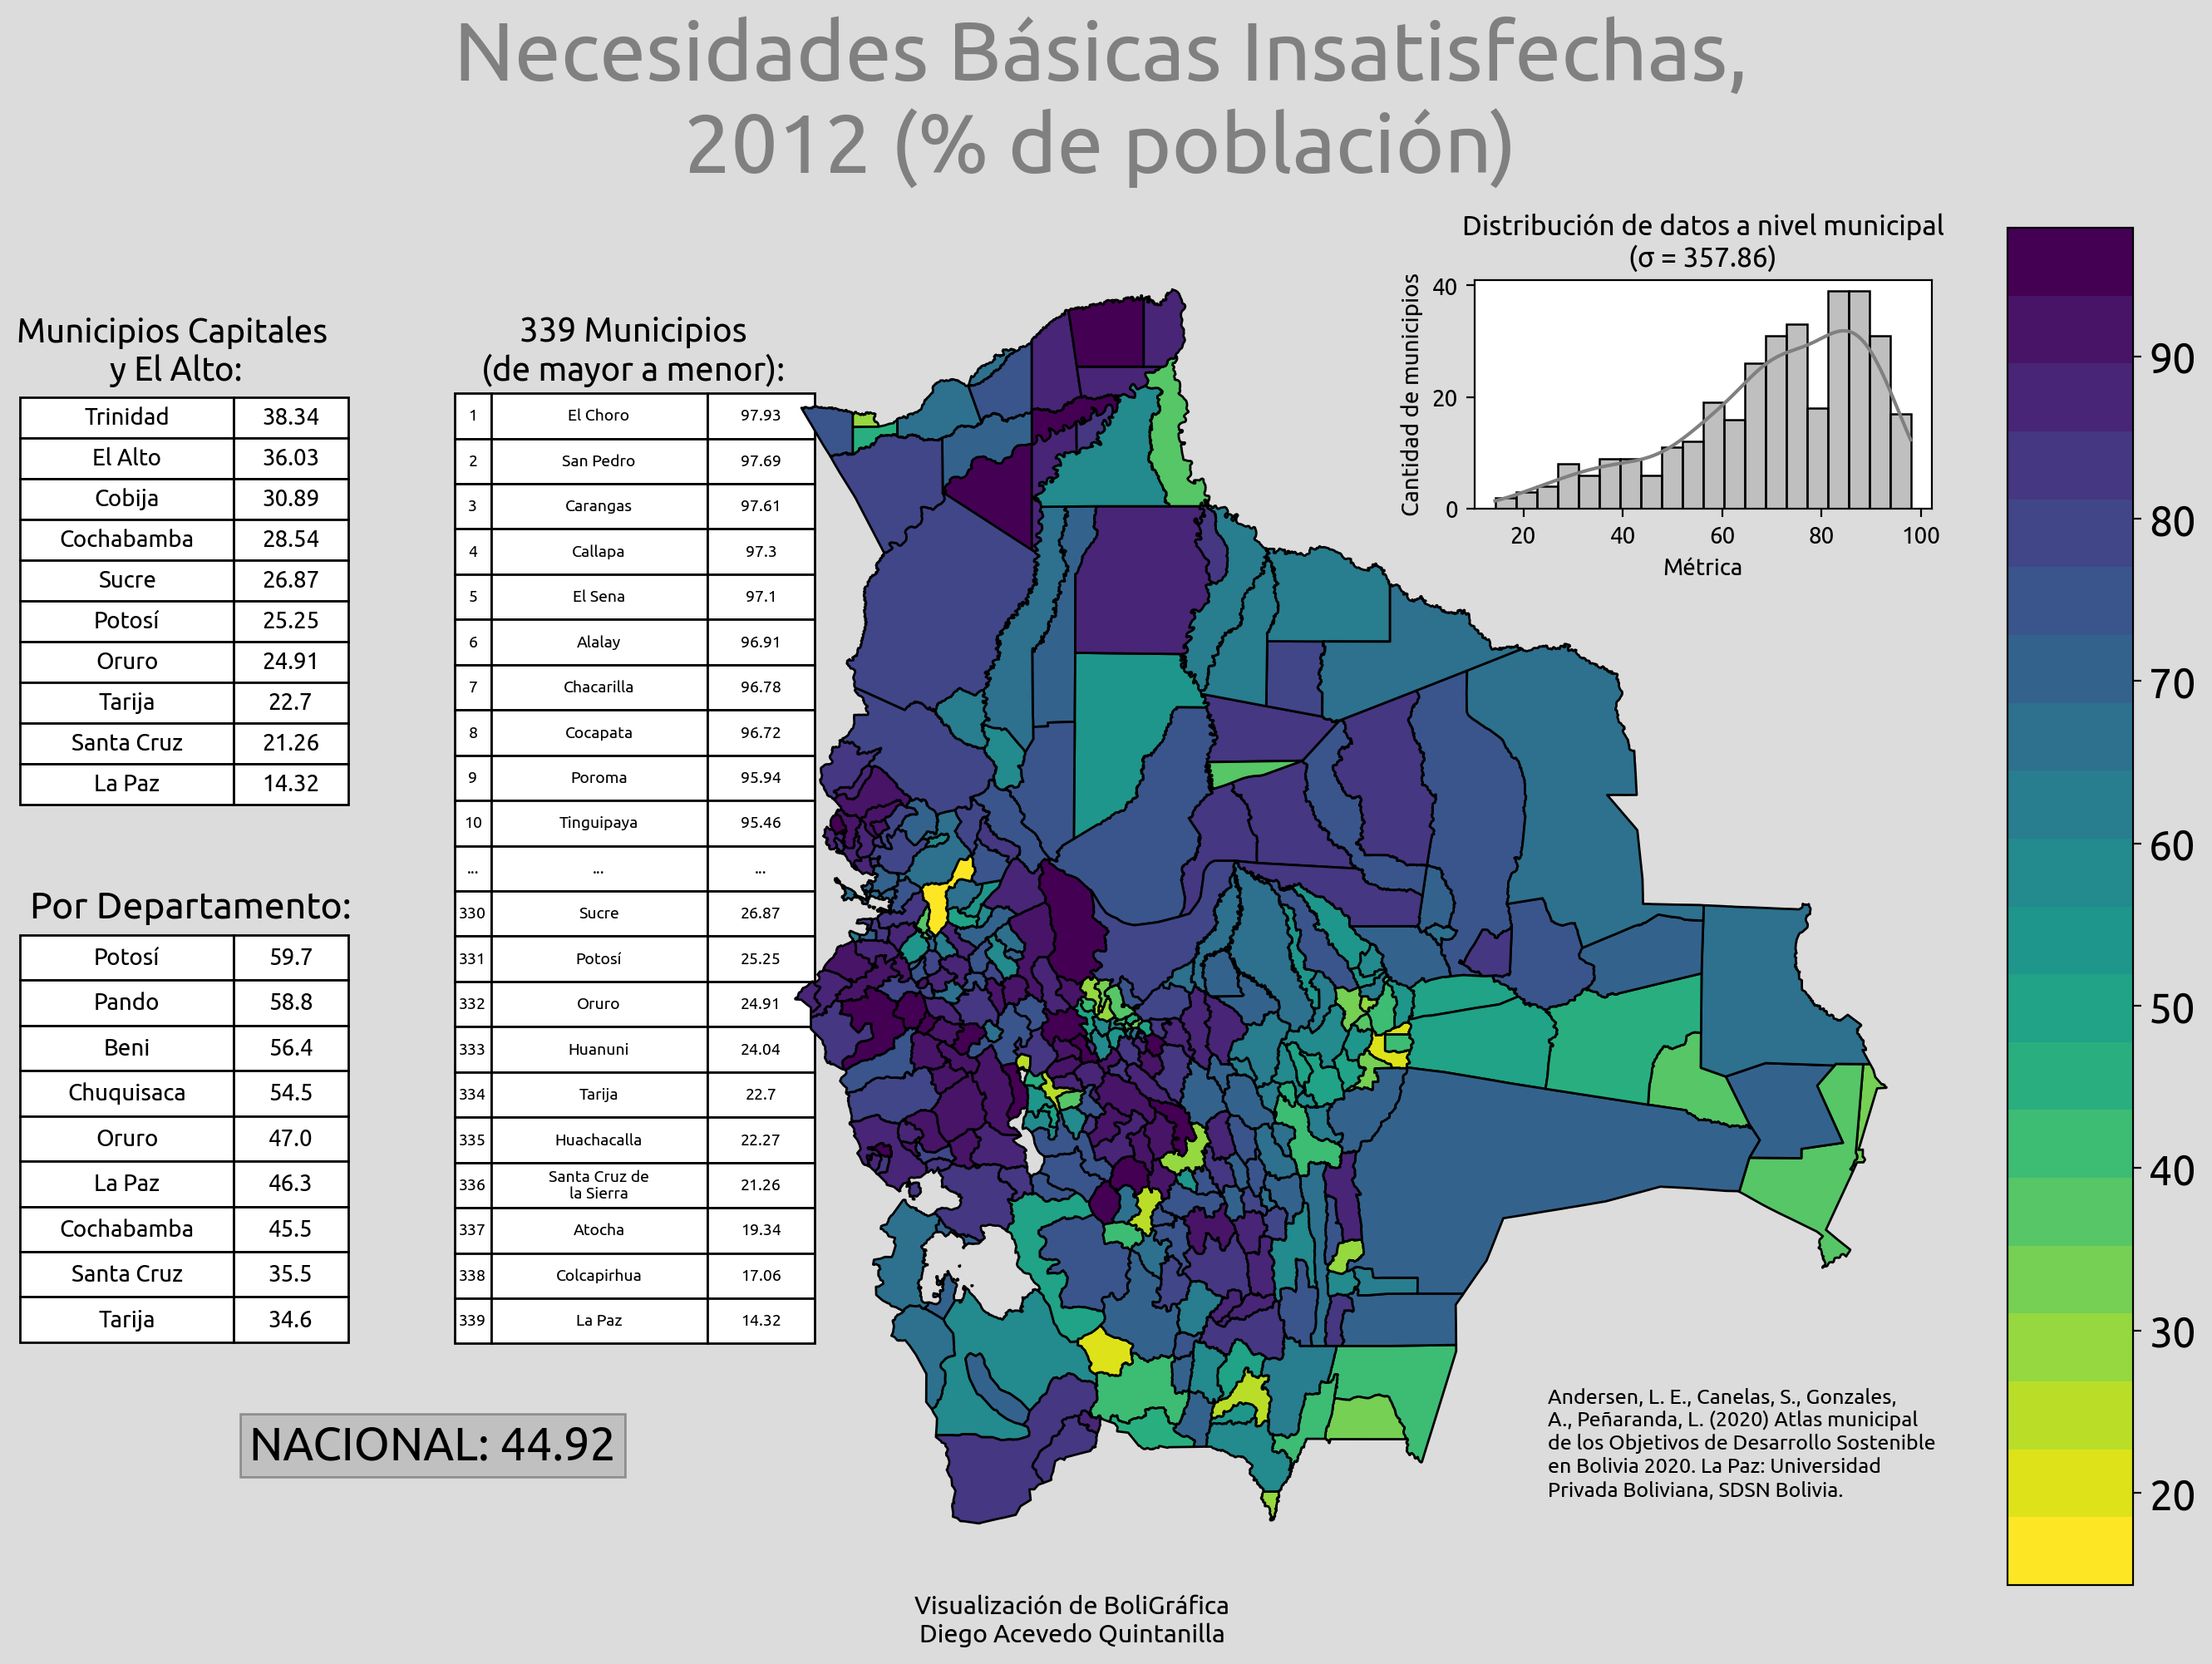 Necesidades Básicas Insatisfechas,
2012 (% de población)
Municipios Capitales
y El Alto:
Trinidad 38.34
El Alto 36.03
Cobija 30.89
Cochabamba 28.54
Sucre 26.87
Potosí 25.25
Oruro 24.91
Tarija 22.7
Santa Cruz 21.26
La Paz 14.32
Por Departamento:
Potosí 59.7
Pando 58.8
Beni 56.4
Chuquisaca 54.5
Oruro 47.0
La Paz 46.3
Cochabamba 45.5
Santa Cruz 35.5
Tarija 34.6
NACIONAL: 44.92
339 Municipios
(de mayor a menor):
1 El Choro 97.93
2 San Pedro 97.69
3 Carangas 97.61
4 Callapa 97.3
5 El Sena 97.1
6 Alalay 96.91
7 Chacarilla 96.78
8 Cocapata 96.72
9 Poroma 95.94
10 Tinguipaya 95.46
... ... ...
330 Sucre 26.87
331 Potosí 25.25
332 Oruro 24.91
333 Huanuni 24.04
334 Tarija 22.7
335 Huachacalla 22.27
336 Santa Cruz de
la Sierra 21.26
337 Atocha 19.34
338 Colcapirhua 17.06
339 La Paz 14.32
Distribución de datos a nivel municipal
(σ = 357.86)
Cantidad de municipios
40
20
0
20 40 60 80 100
Métrica
90
80
70
60
50
40
30
20
Andersen, L. E., Canelas, S., Gonzales,
A., Peñaranda, L. (2020) Atlas municipal
de los Objetivos de Desarrollo Sostenible
en Bolivia 2020. La Paz: Universidad
Privada Boliviana, SDSN Bolivia.
Visualización de BoliGráfica
Diego Acevedo Quintanilla